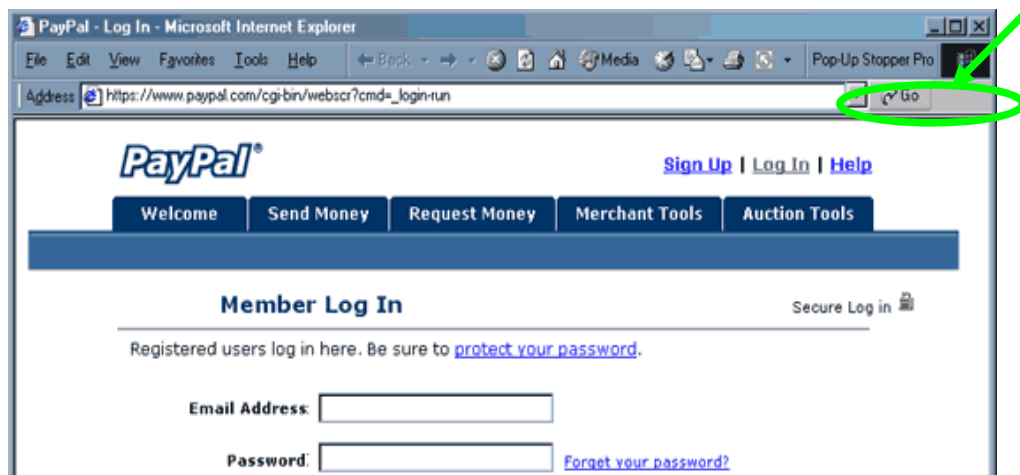 PayPal - Log In - Microsoft Internet Explorer
File Edit View Favorites Tools Help Back Media Pop-Up Stopper Pro
Address https://www.paypal.com/cgi-bin/webscr?cmd=_login-run Go
PayPal®
Sign Up | Log In | Help
Welcome Send Money Request Money Merchant Tools Auction Tools
Member Log In
Secure Log in
Registered users log in here. Be sure to protect your password.
Email Address:
Password:
Forget your password?